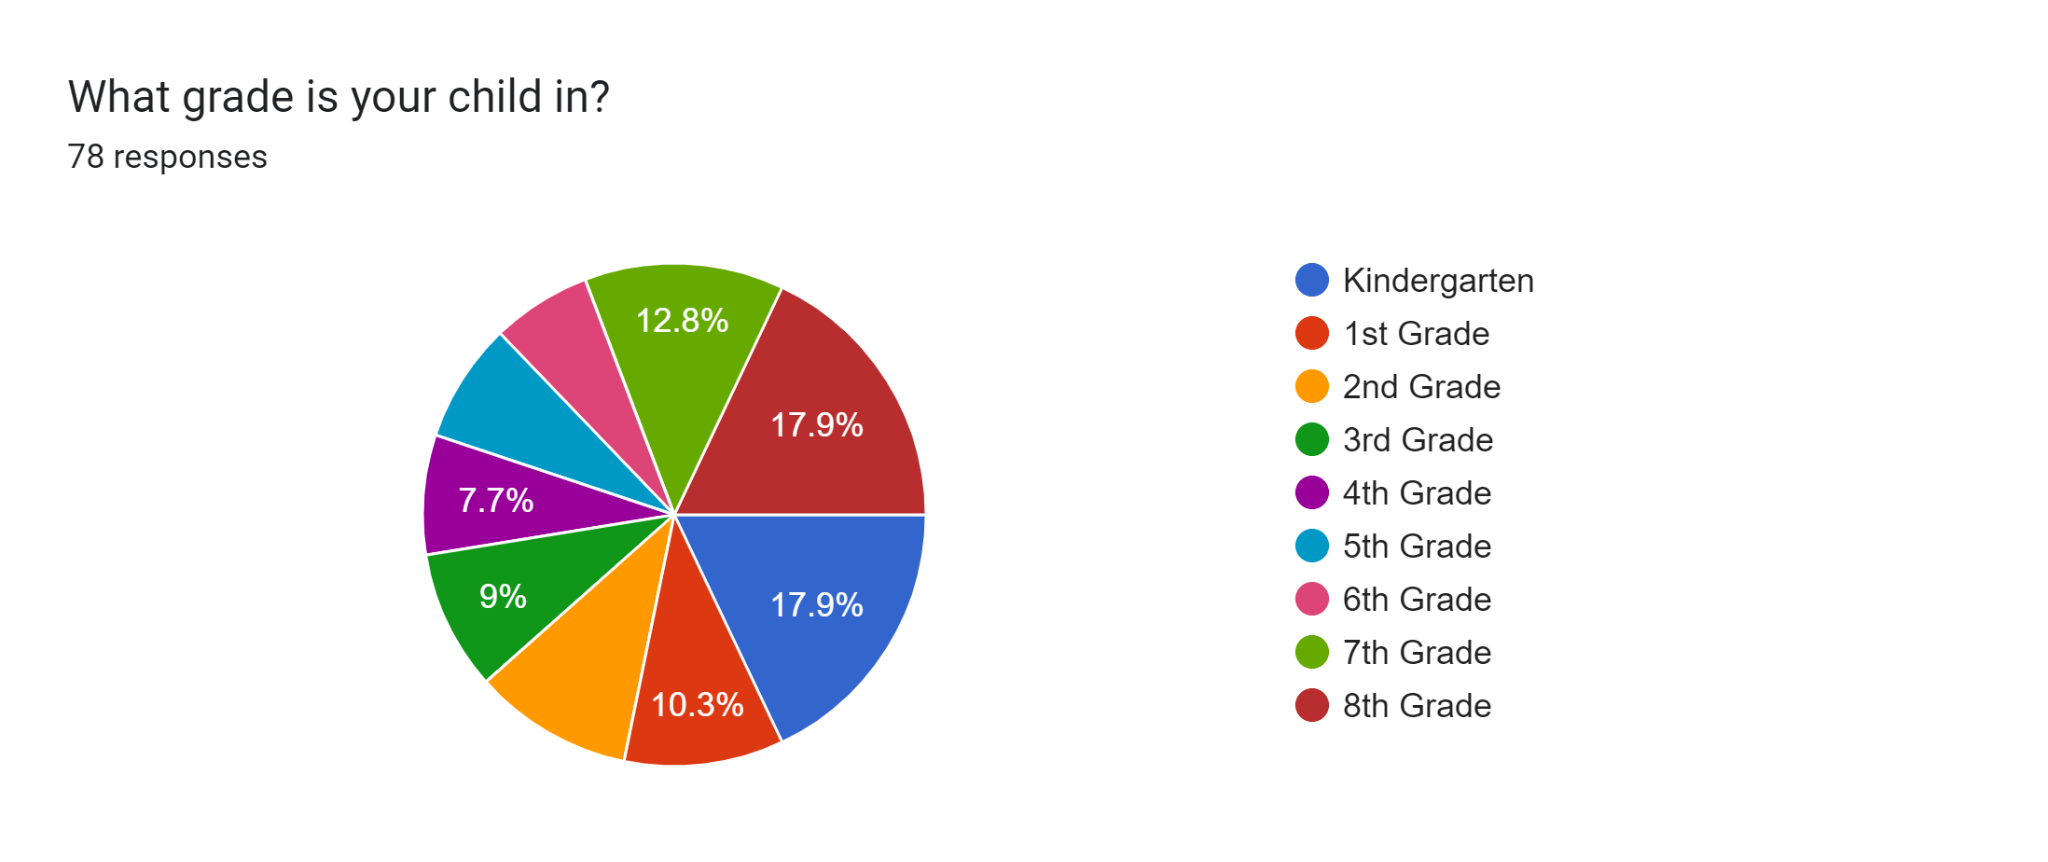 What grade is your child in?
78 responses
12.8%
17.9%
7.7%
9%
17.9%
10.3%
Kindergarten
1st Grade
2nd Grade
3rd Grade
4th Grade
5th Grade
6th Grade
7th Grade
8th Grade